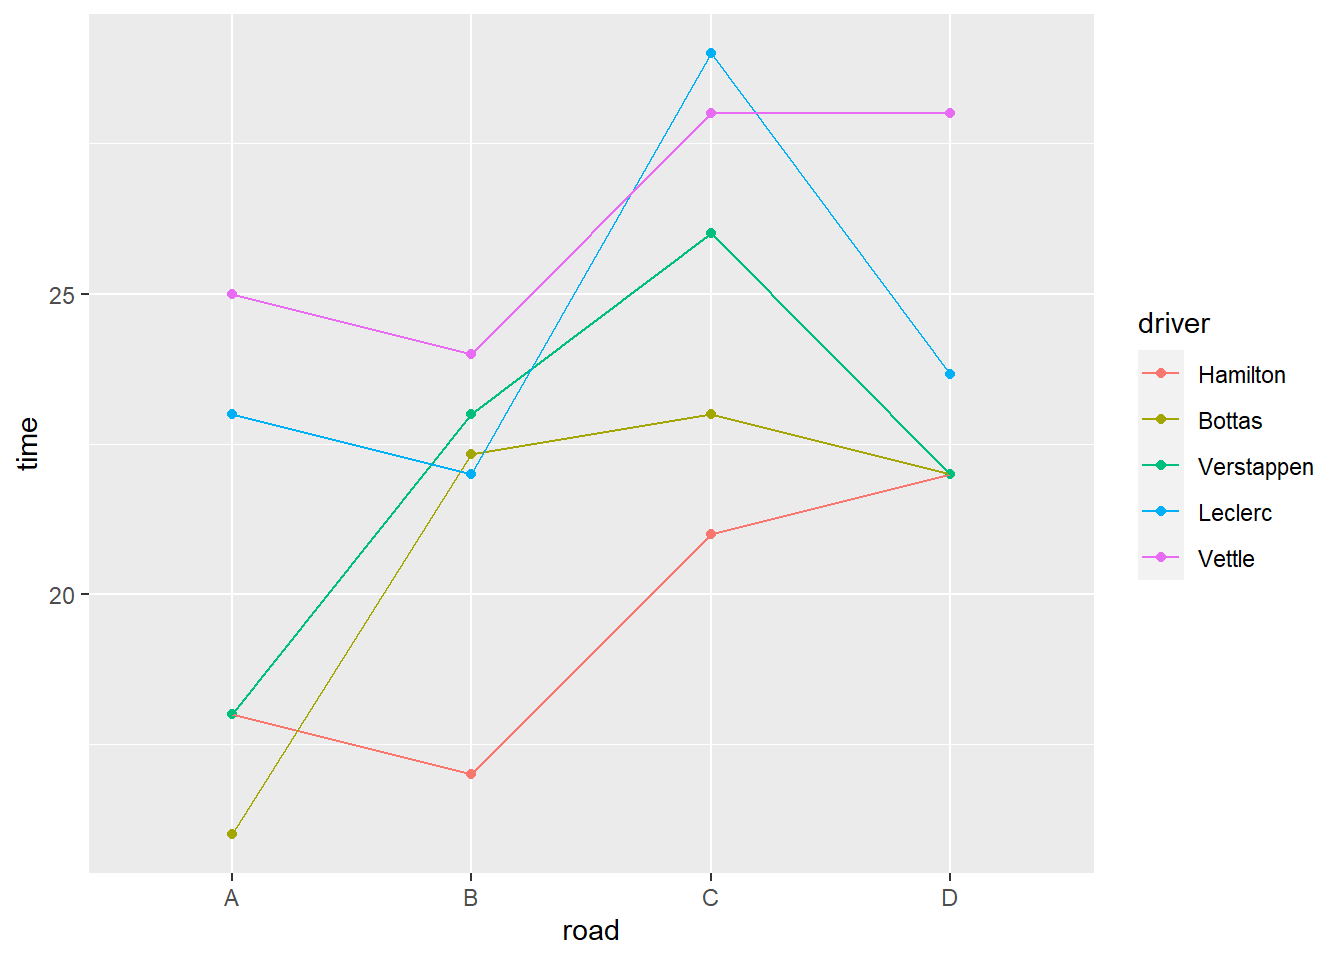 time
25
20
A B C D
road
driver
Hamilton
Bottas
Verstappen
Leclerc
Vettle